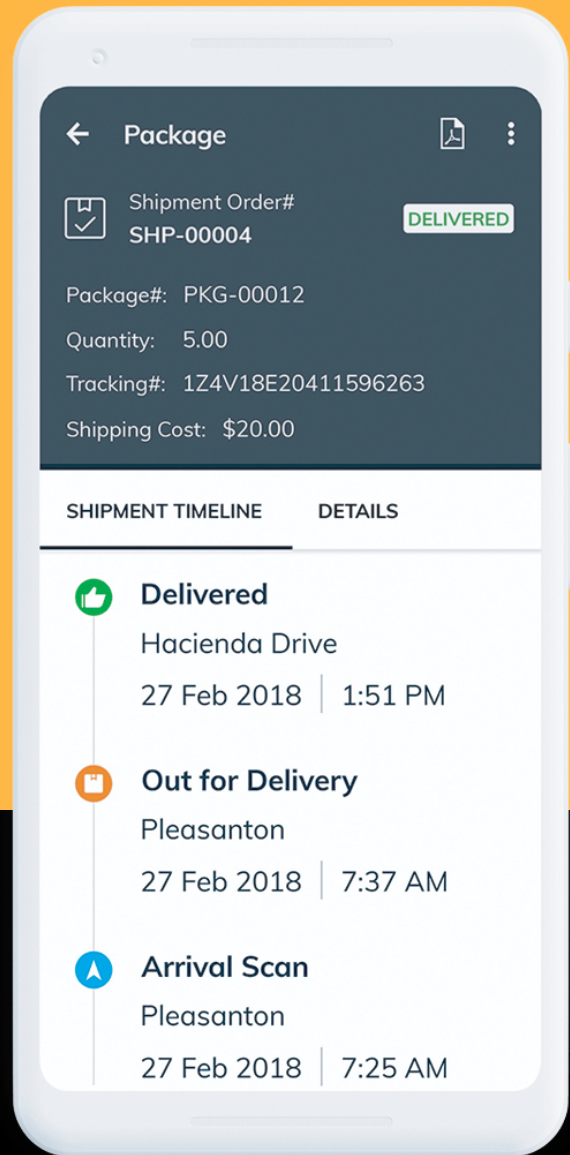 Package
Shipment Order#
SHP-00004
DELIVERED
Package#: PKG-00012
Quantity: 5.00
Tracking#: 1Z4V18E20411596263
Shipping Cost: $20.00
SHIPMENT TIMELINE DETAILS
Delivered
Hacienda Drive
27 Feb 2018 1:51 PM
Out for Delivery
Pleasanton
27 Feb 2018 7:37 AM
Arrival Scan
Pleasanton
27 Feb 2018 7:25 AM